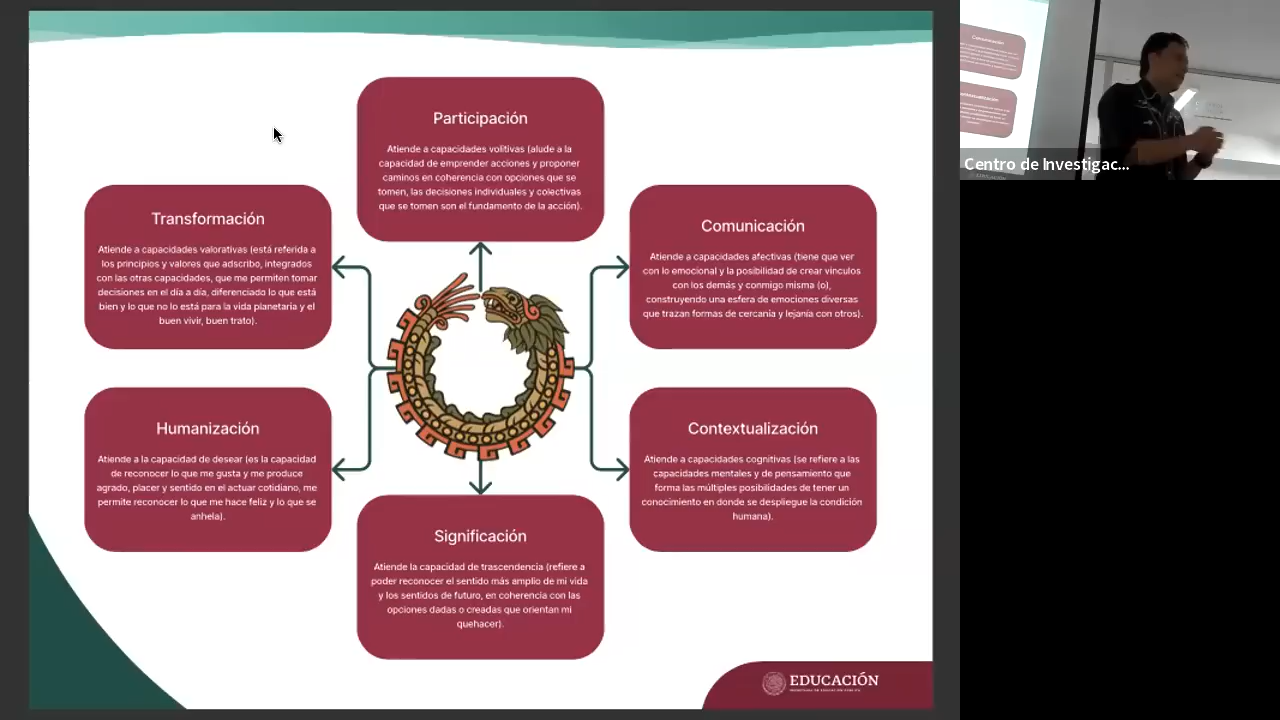 Participación
Atiende a capacidades volitivas (alude a la
capacidad de emprender acciones y proponer
caminos en coherencia con opciones que se
tomen, las decisiones individuales y colectivas
que se tomen son el fundamento de la acción).
Transformación
Atiende a capacidades valorativas (está referida a
los principios y valores que adscribo, integrados
con las otras capacidades, que me permiten tomar
decisiones en el día a día, diferenciado lo que está
bien y lo que no lo está para la vida planetaria y el
buen vivir, buen trato).
Comunicación
Atiende a capacidades afectivas (tiene que ver
con lo emocional y la posibilidad de crear vínculos
con los demás y conmigo misma (o),
construyendo una esfera de emociones diversas
que trazan formas de cercanía y lejanía con otros).
Humanización
Atiende a la capacidad de desear (es la capacidad
de reconocer lo que me gusta y me produce
agrado, placer y sentido en el actuar cotidiano, me
permite reconocer lo que me hace feliz y lo que se
anhela).
Contextualización
Atiende a capacidades cognitivas (se refiere a las
capacidades mentales y de pensamiento que
forma las múltiples posibilidades de tener un
conocimiento en donde se despliegue la condición
humana).
Significación
Atiende la capacidad de trascendencia (refiere a
poder reconocer el sentido más amplio de mi vida
y los sentidos de futuro, en coherencia con las
opciones dadas o creadas que orientan mi
quehacer).
EDUCACIÓN
SECRETARÍA DE EDUCACIÓN PÚBLICA
Comunicación
Centro de Investigac...